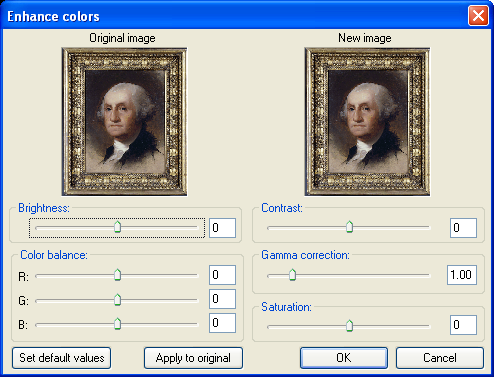 Enhance colors
Original image
New image
Brightness:
0
Contrast:
0
Color balance:
R:
0
G:
0
B:
0
Gamma correction:
1.00
Saturation:
0
Set default values
Apply to original
OK
Cancel